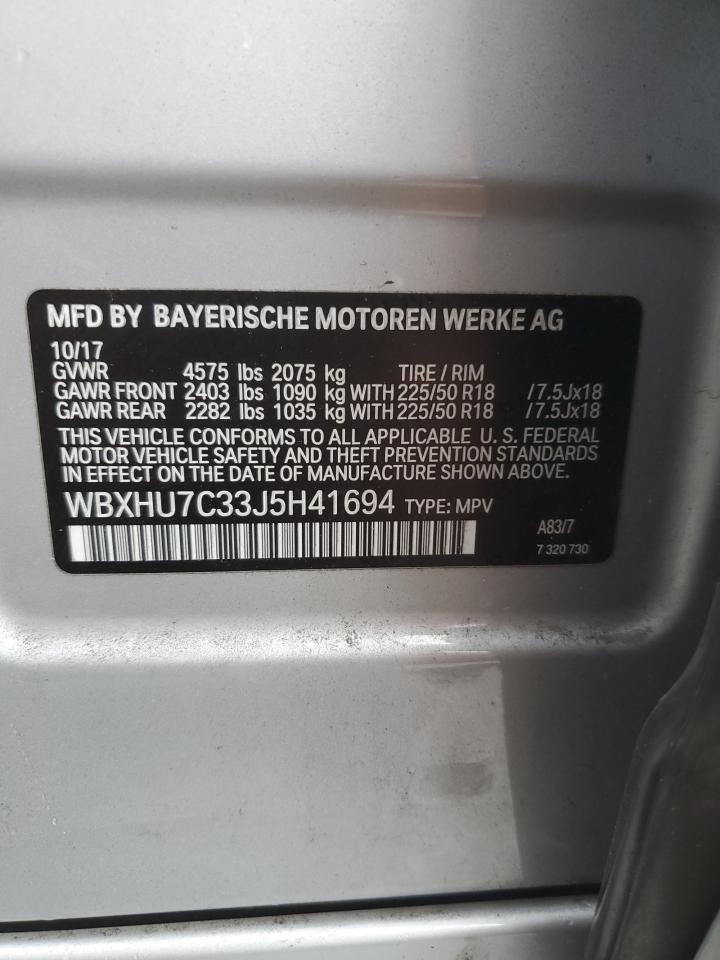 MFD BY BAYERISCHE MOTOREN WERKE AG
10/17
GVWR 4575 lbs 2075 kg TIRE / RIM
GAWR FRONT 2403 lbs 1090 kg WITH 225/50 R18 /7.5Jx18
GAWR REAR 2282 lbs 1035 kg WITH 225/50 R18 /7.5Jx18
THIS VEHICLE CONFORMS TO ALL APPLICABLE U. S. FEDERAL
MOTOR VEHICLE SAFETY AND THEFT PREVENTION STANDARDS
IN EFFECT ON THE DATE OF MANUFACTURE SHOWN ABOVE.
WBXHU7C33J5H41694 TYPE: MPV
A83/7
7 320 730